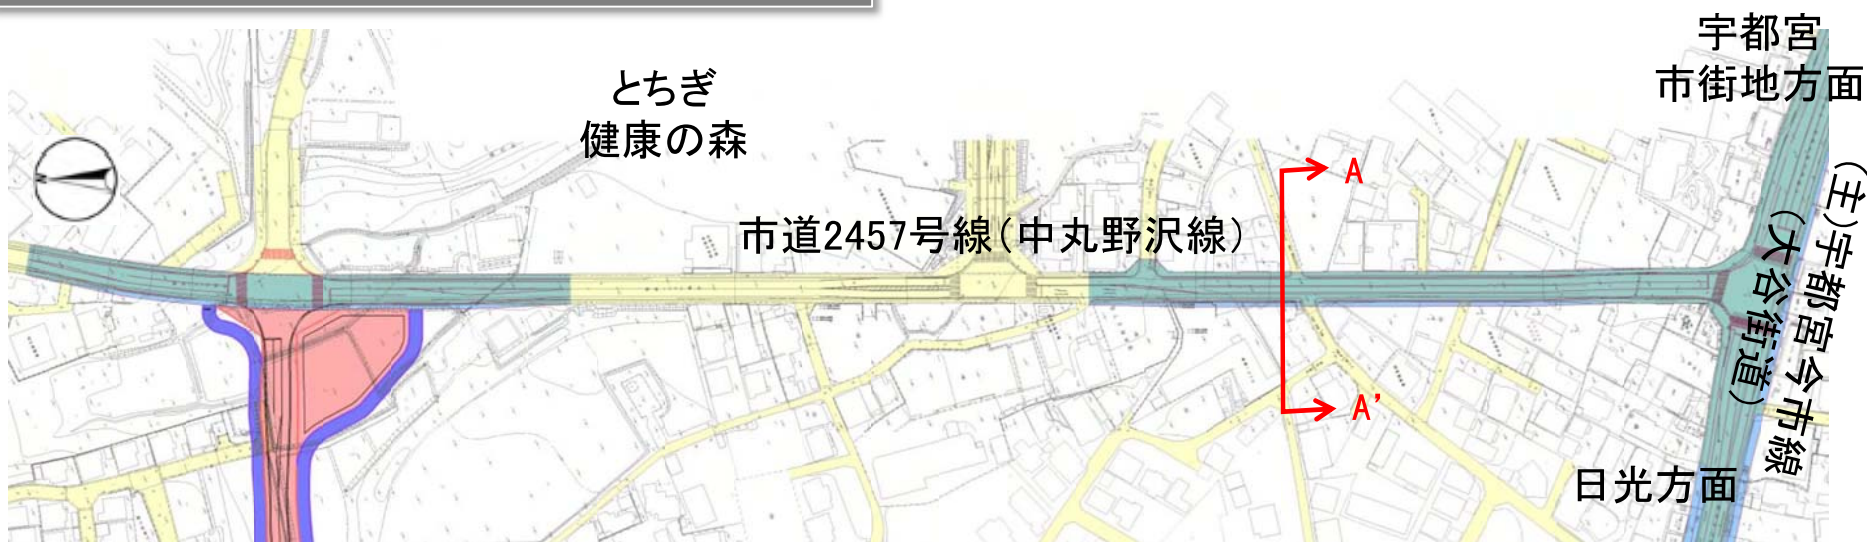 宇都宮
市街地方面
とちぎ
健康の森
A
市道2457号線(中丸野沢線)
(主)宇都宮今市線
(大谷街道)
A’
日光方面